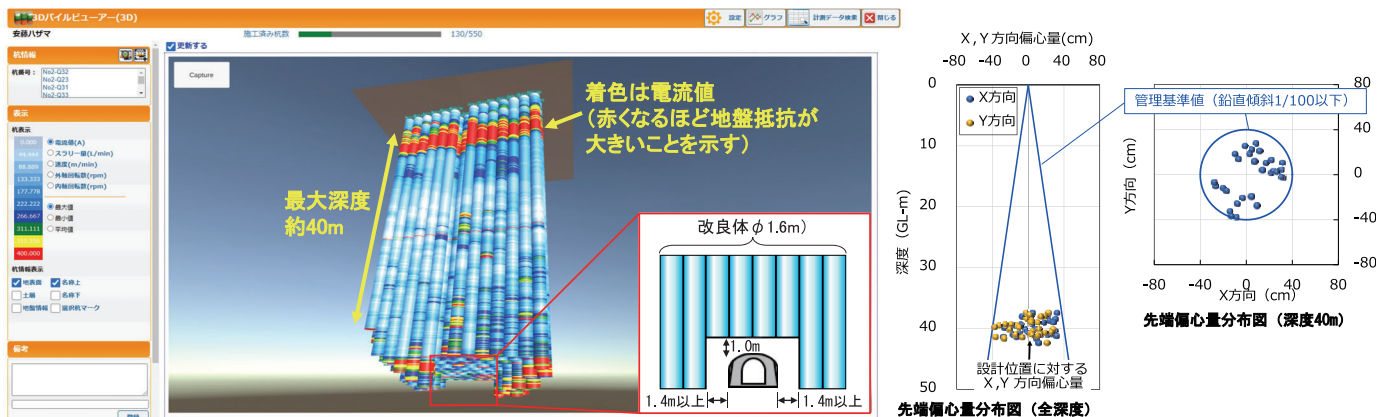 3Dパイルビューアー(3D)
設定
グラフ
計測データ検索
閉じる
安藤ハザマ
施工済み杭数
130/550
杭情報
杭番号：
No2-Q32
No2-Q23
No2-Q31
No2-Q33
表示
杭表示
0.000
44.444
88.889
133.333
177.778
222.222
266.667
311.111
400.000
電流値(A)
スラリー量(L/min)
速度(m/min)
外軸回転数(rpm)
内軸回転数(rpm)
最大値
最小値
平均値
杭情報表示
地表面 名称上
土層 名称下
地盤情報 選択杭マーク
備考
更新する
Capture
着色は電流値
（赤くなるほど地盤抵抗が
大きいことを示す）
最大深度
約40m
改良体φ1.6m）
1.0m
1.4m以上
1.4m以上
X,Y方向偏心量(cm)
-80 -40 0 40 80
0
10
20
30
40
50
深度（GL-m）
X方向
Y方向
設計位置に対する
X,Y方向偏心量
先端偏心量分布図（全深度）
管理基準値（鉛直傾斜1/100以下）
80
40
0
-40
-80
Y方向（cm）
-80 -40 0 40 80
X方向（cm）
先端偏心量分布図（深度40m）